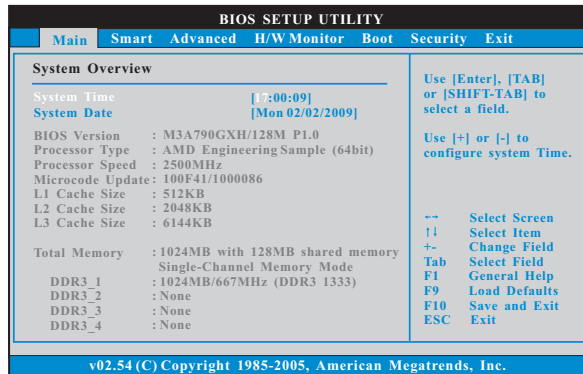 BIOS SETUP UTILITY
Main Smart Advanced H/W Monitor Boot Security Exit
System Overview
System Time [17:00:09]
System Date [Mon 02/02/2009]
BIOS Version : M3A790GXH/128M P1.0
Processor Type : AMD Engineering Sample (64bit)
Processor Speed : 2500MHz
Microcode Update : 100F41/1000086
L1 Cache Size : 512KB
L2 Cache Size : 2048KB
L3 Cache Size : 6144KB
Total Memory : 1024MB with 128MB shared memory
Single-Channel Memory Mode
DDR3_1 : 1024MB/667MHz (DDR3 1333)
DDR3_2 : None
DDR3_3 : None
DDR3_4 : None
Use [Enter], [TAB]
or [SHIFT-TAB] to
select a field.
Use [+] or [-] to
configure system Time.
←→ Select Screen
↑↓ Select Item
+- Change Field
Tab Select Field
F1 General Help
F9 Load Defaults
F10 Save and Exit
ESC Exit
v02.54 (C) Copyright 1985-2005, American Megatrends, Inc.